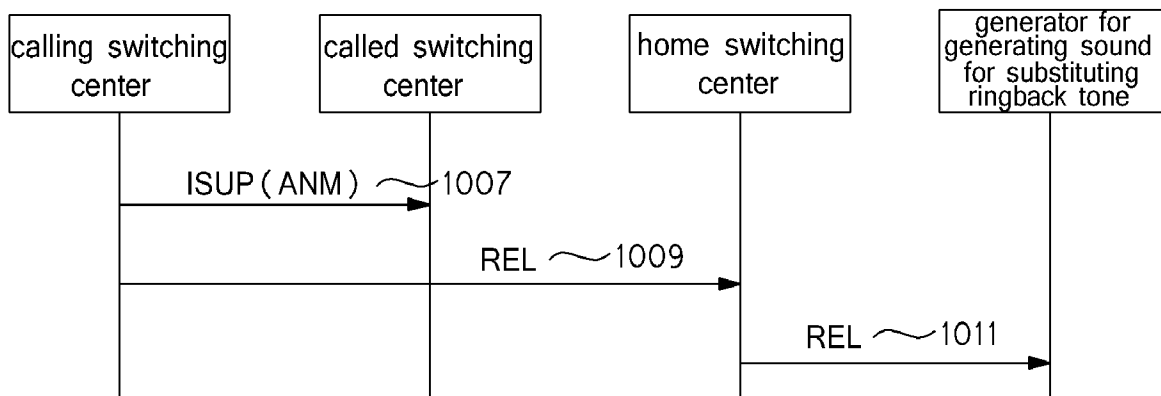 calling switching
center
called switching
center
home switching
center
generator for
generating sound
for substituting
ringback tone
ISUP(ANM) 1007
REL 1009
REL 1011